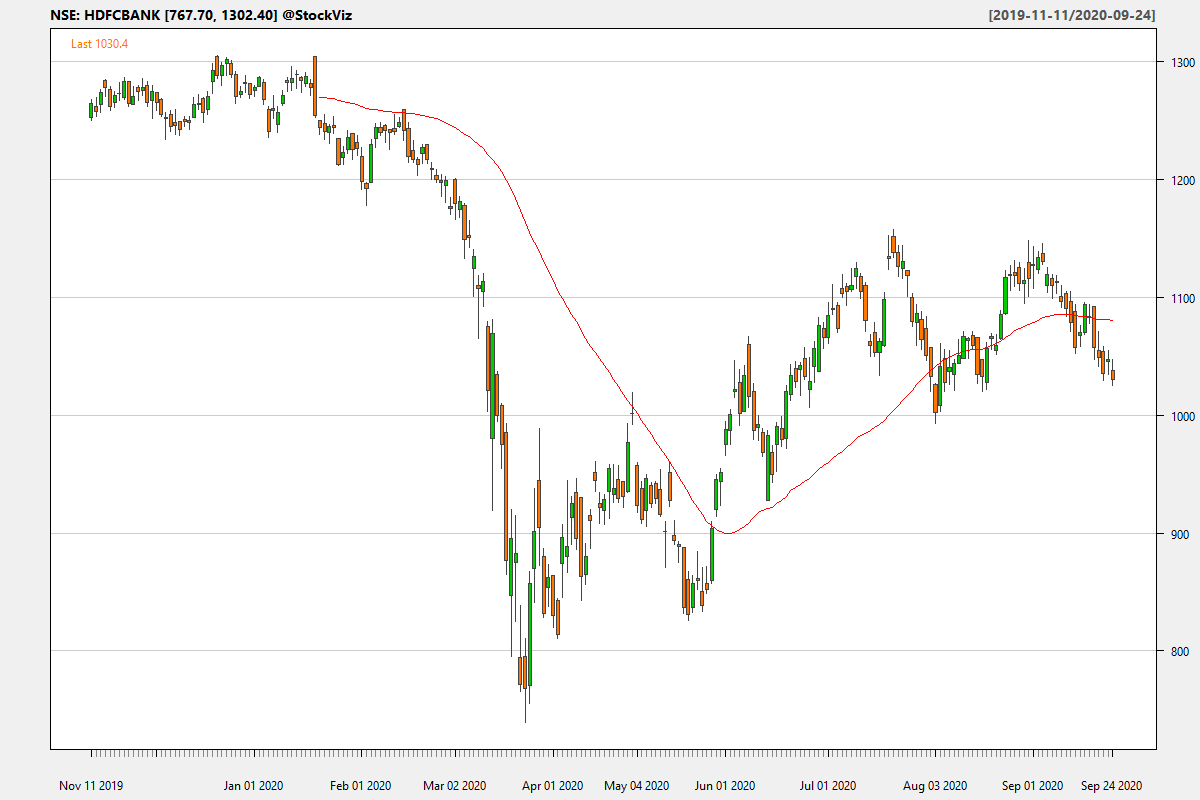 NSE: HDFCBANK [767.70, 1302.40] @StockViz
[2019-11-11/2020-09-24]
Last 1030.4
1300
1200
1100
1000
900
800
Nov 11 2019 Jan 01 2020 Feb 01 2020 Mar 02 2020 Apr 01 2020 May 04 2020 Jun 01 2020 Jul 01 2020 Aug 03 2020 Sep 01 2020 Sep 24 2020